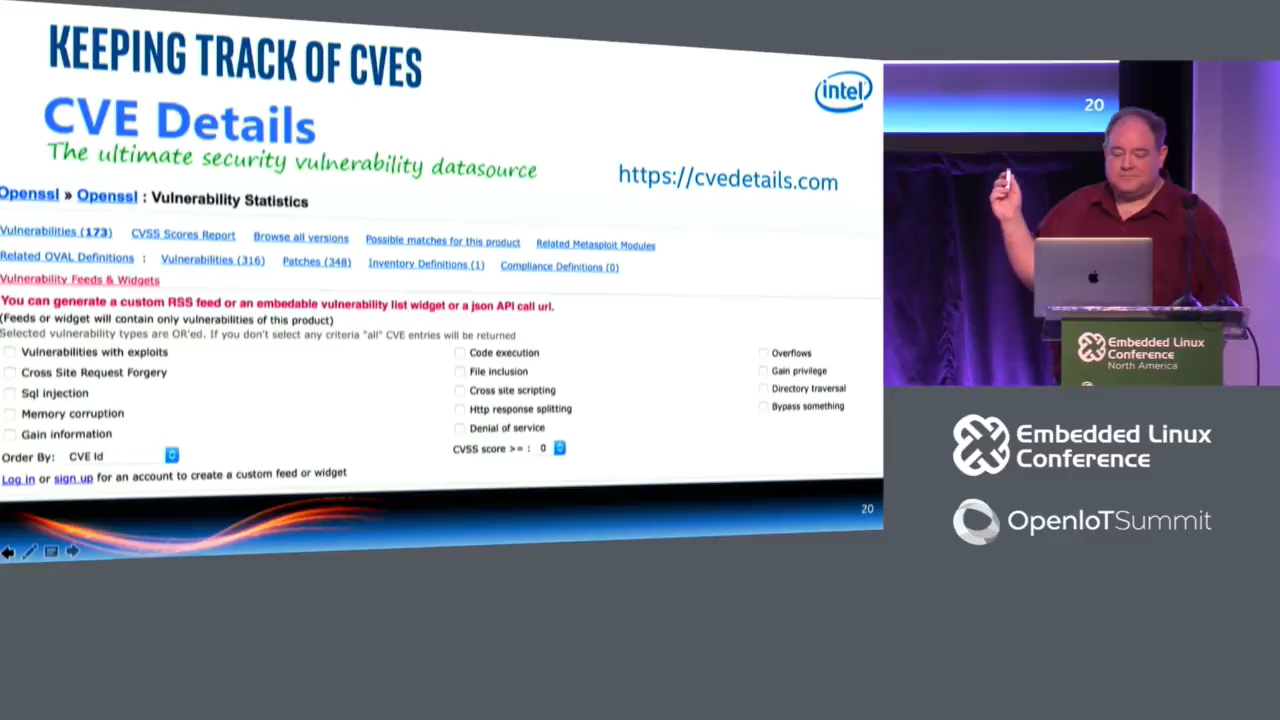 KEEPING TRACK OF CVES
intel
CVE Details
The ultimate security vulnerability datasource
https://cvedetails.com
Openssl » Openssl : Vulnerability Statistics
Vulnerabilities (173) CVSS Scores Report Browse all versions Possible matches for this product Related Metasploit Modules
Related OVAL Definitions : Vulnerabilities (316) Patches (348) Inventory Definitions (1) Compliance Definitions (0)
Vulnerability Feeds & Widgets
You can generate a custom RSS feed or an embedable vulnerability list widget or a json API call url.
(Feeds or widget will contain only vulnerabilities of this product)
Selected vulnerability types are OR'ed. If you don't select any criteria "all" CVE entries will be returned
Vulnerabilities with exploits Code execution Overflows
Cross Site Request Forgery File inclusion Gain privilege
Sql injection Cross site scripting Directory traversal
Memory corruption Http response splitting Bypass something
Gain information Denial of service
Order By: CVE Id CVSS score >= : 0
Log in or sign up for an account to create a custom feed or widget
20
20
Embedded Linux
Conference
North America
Embedded Linux
Conference
OpenIoTSummit